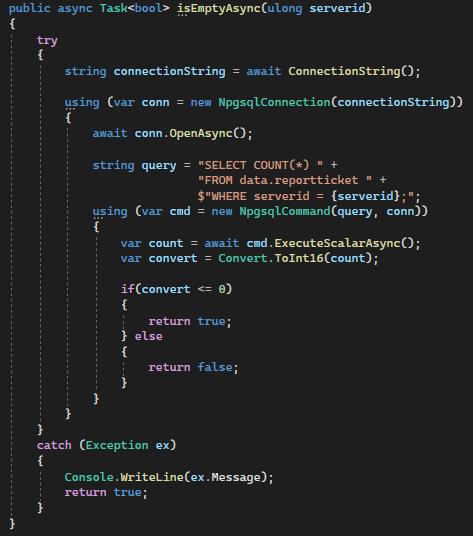 public async Task<bool> isEmptyAsync(ulong serverid)
{
    try
    {
        string connectionString = await ConnectionString();

        using (var conn = new NpgsqlConnection(connectionString))
        {
            await conn.OpenAsync();

            string query = "SELECT COUNT(*) " +
                           "FROM data.reportticket " +
                           $"WHERE serverid = {serverid};";
            using (var cmd = new NpgsqlCommand(query, conn))
            {
                var count = await cmd.ExecuteScalarAsync();
                var convert = Convert.ToInt16(count);

                if(convert <= 0)
                {
                    return true;
                } else
                {
                    return false;
                }
            }
        }
    }
    catch (Exception ex)
    {
        Console.WriteLine(ex.Message);
        return true;
    }
}